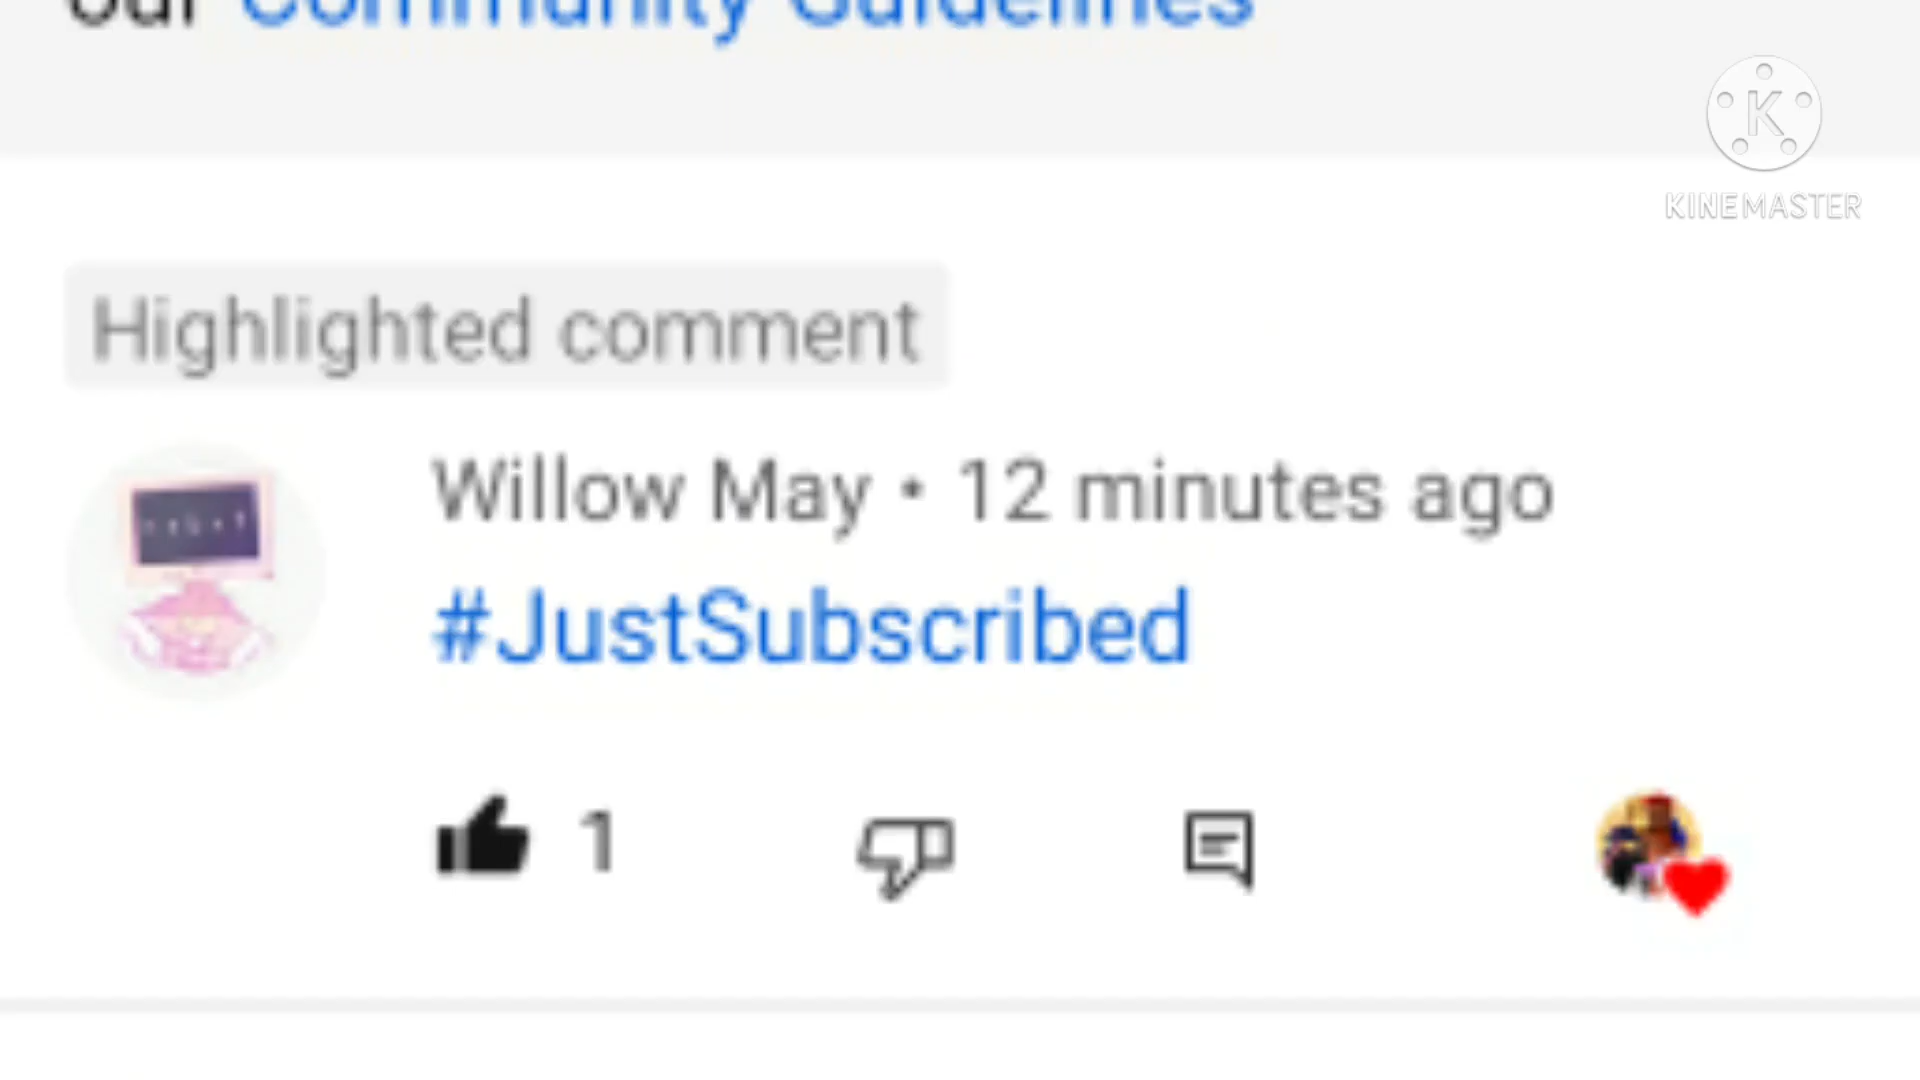 our Community Guidelines
K
KINEMASTER
Highlighted comment
Willow May • 12 minutes ago
#JustSubscribed
1